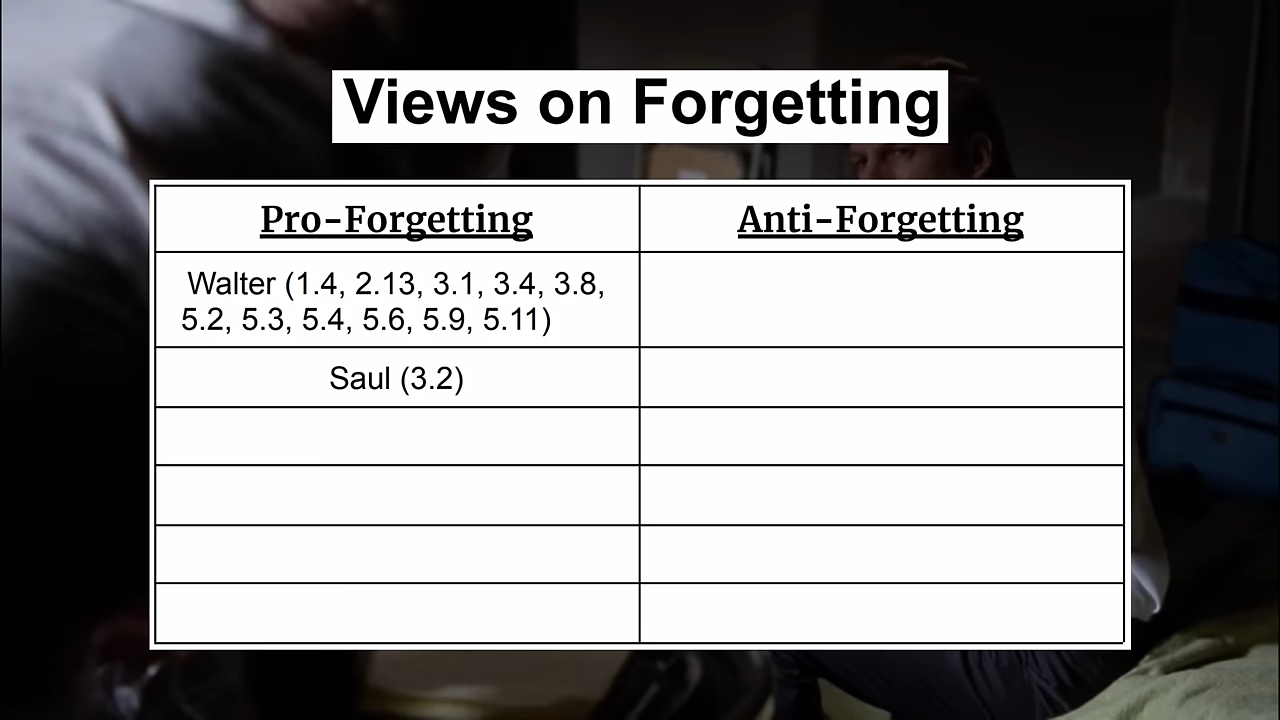 Views on Forgetting
Pro-Forgetting
Anti-Forgetting
Walter (1.4, 2.13, 3.1, 3.4, 3.8,
5.2, 5.3, 5.4, 5.6, 5.9, 5.11)
Saul (3.2)